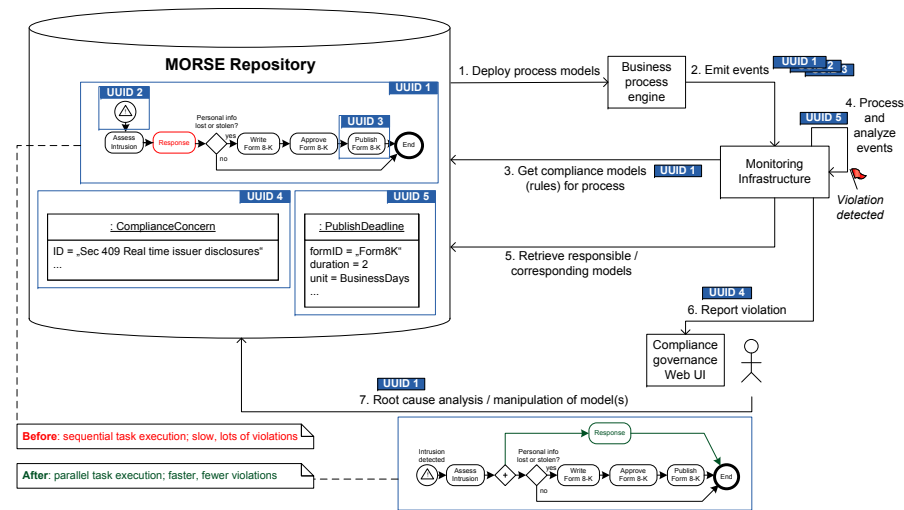 MORSE Repository
UUID 1
UUID 2
UUID 3
Assess
Intrusion
Response
Personal info
lost or stolen?
yes
no
Write
Form 8-K
Approve
Form 8-K
Publish
Form 8-K
End
UUID 4
: ComplianceConcern
ID = „Sec 409 Real time issuer disclosures“
...
UUID 5
: PublishDeadline
formID = „Form8K“
duration = 2
unit = BusinessDays
...
1. Deploy process models
Business
process
engine
2. Emit events
UUID 1
UUID 2
UUID 3
4. Process
and
analyze
events
UUID 5
Monitoring
Infrastructure
Violation
detected
3. Get compliance models
(rules) for process
UUID 1
5. Retrieve responsible /
corresponding models
UUID 4
6. Report violation
Compliance
governance
Web UI
UUID 1
7. Root cause analysis / manipulation of model(s)
Before: sequential task execution; slow, lots of violations
After: parallel task execution; faster, fewer violations
Intrusion
detected
Assess
Intrusion
+
Response
Personal info
lost or stolen?
yes
no
Write
Form 8-K
Approve
Form 8-K
Publish
Form 8-K
End